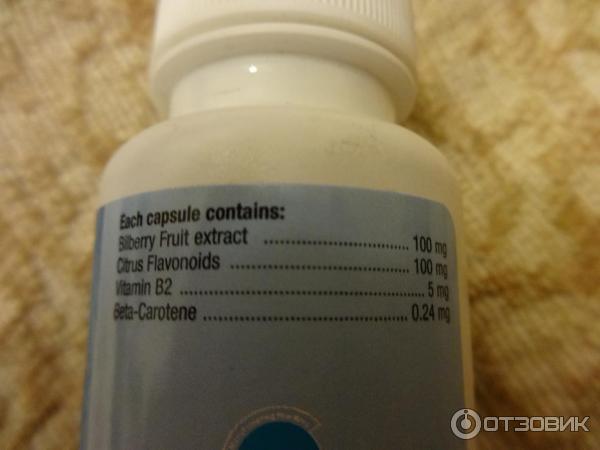 Each capsule contains:
Bilberry Fruit extract ........................................ 100 mg
Citrus Flavonoids ................................................ 100 mg
Vitamin B2 .................................................................. 5 mg
Beta-Carotene ..................................................... 0.24 mg
ОТЗОВИК